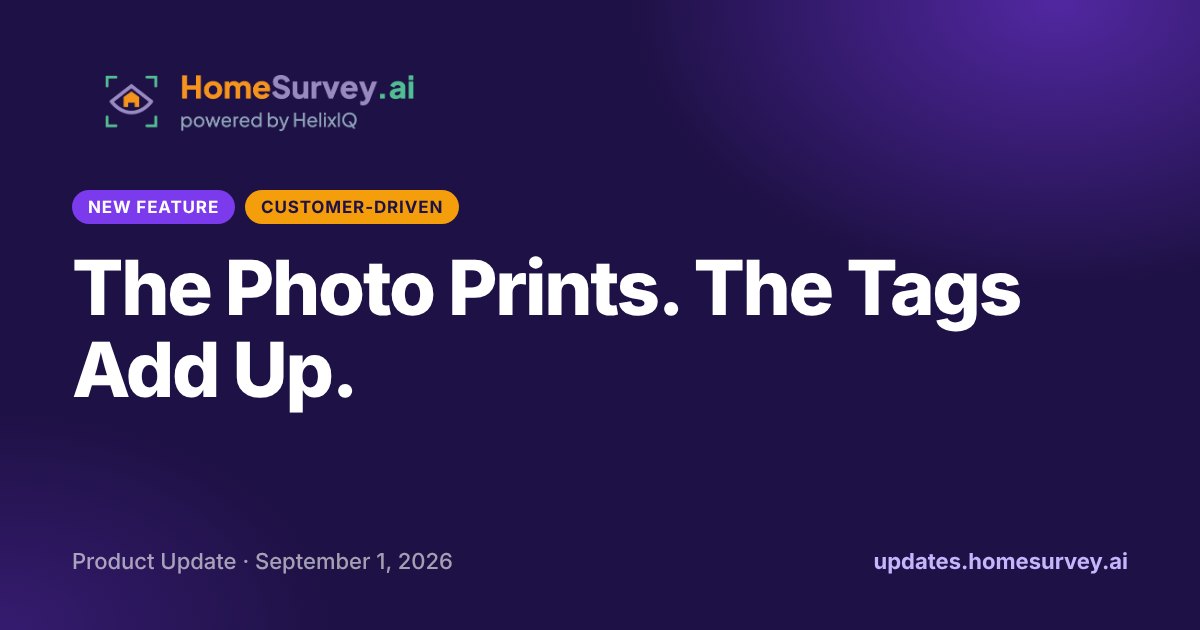 HomeSurvey.ai
powered by HelixIQ
NEW FEATURE
CUSTOMER-DRIVEN
The Photo Prints. The Tags
Add Up.
Product Update · September 1, 2026
updates.homesurvey.ai